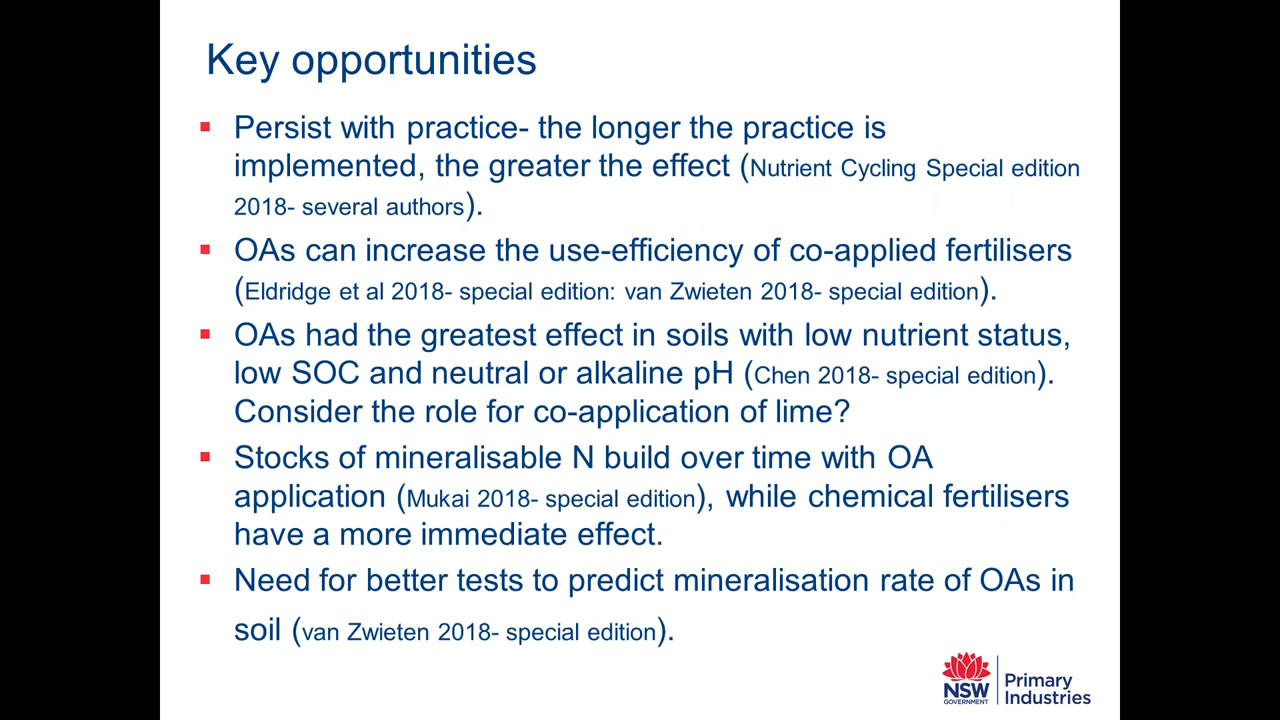 Key opportunities
Persist with practice- the longer the practice is
implemented, the greater the effect (Nutrient Cycling Special edition
2018- several authors).
OAs can increase the use-efficiency of co-applied fertilisers
(Eldridge et al 2018- special edition: van Zwieten 2018- special edition).
OAs had the greatest effect in soils with low nutrient status,
low SOC and neutral or alkaline pH (Chen 2018- special edition).
Consider the role for co-application of lime?
Stocks of mineralisable N build over time with OA
application (Mukai 2018- special edition), while chemical fertilisers
have a more immediate effect.
Need for better tests to predict mineralisation rate of OAs in
soil (van Zwieten 2018- special edition).
NSW
GOVERNMENT
Primary
Industries